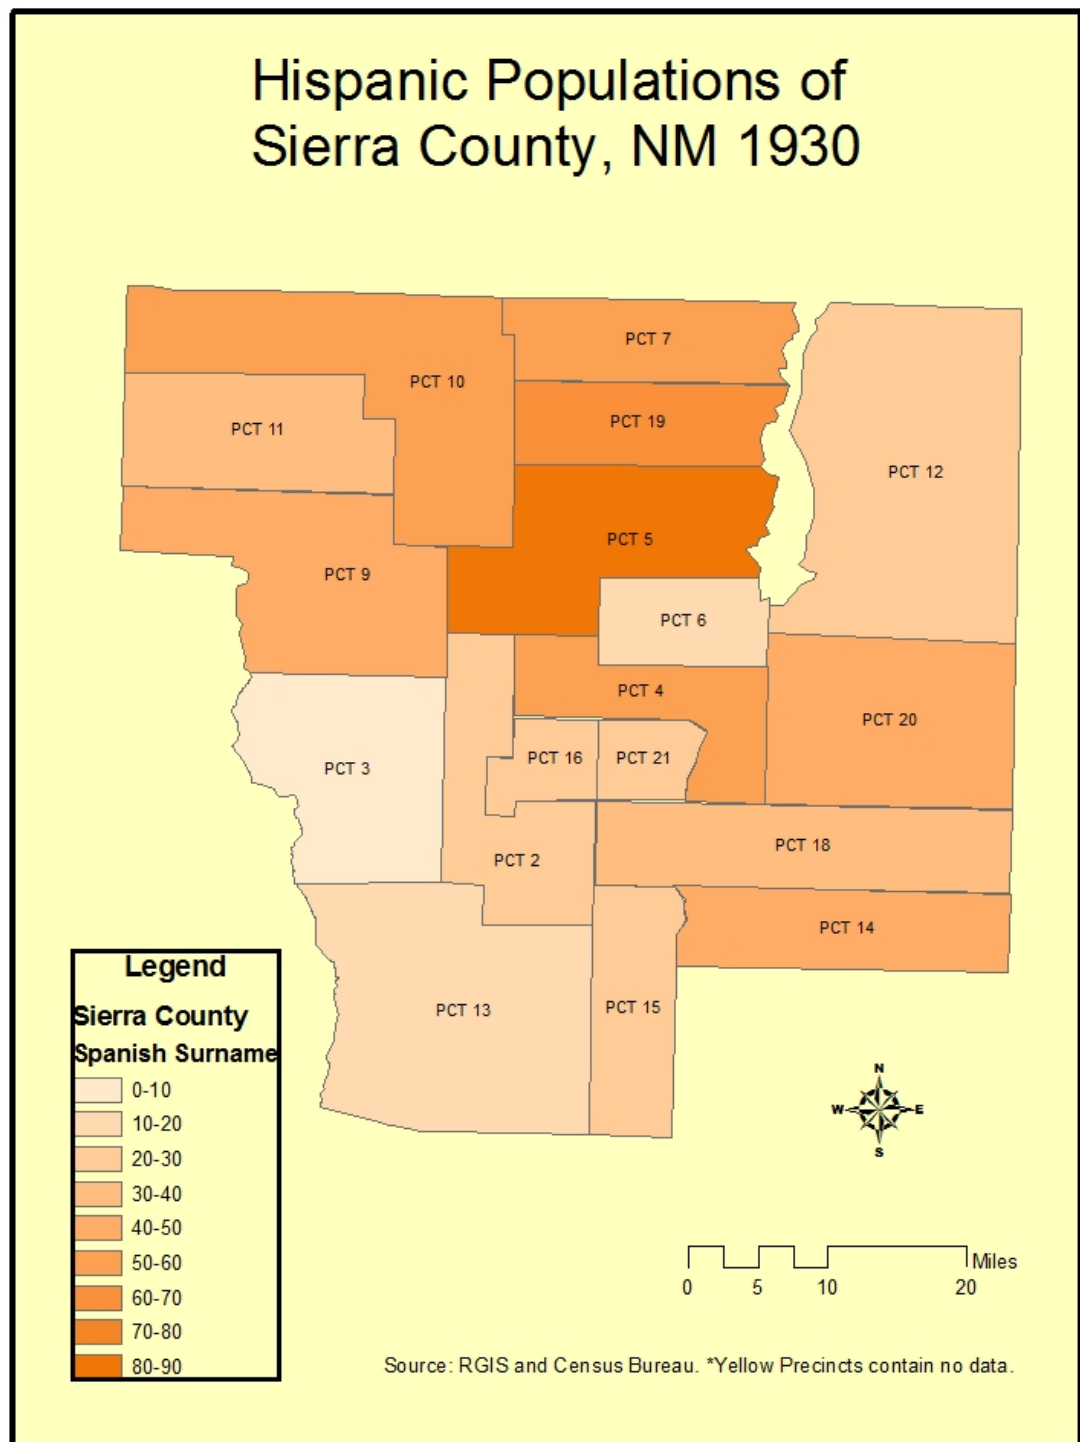 Hispanic Populations of
Sierra County, NM 1930
PCT 7
PCT 10
PCT 19
PCT 11
PCT 12
PCT 5
PCT 9
PCT 6
PCT 4
PCT 20
PCT 16
PCT 21
PCT 3
PCT 18
PCT 2
PCT 14
PCT 15
PCT 13
Legend
Sierra County
Spanish Surname
0-10
10-20
20-30
30-40
40-50
50-60
60-70
70-80
80-90
N
W E
S
Miles
0 5 10 20
Source: RGIS and Census Bureau. *Yellow Precincts contain no data.